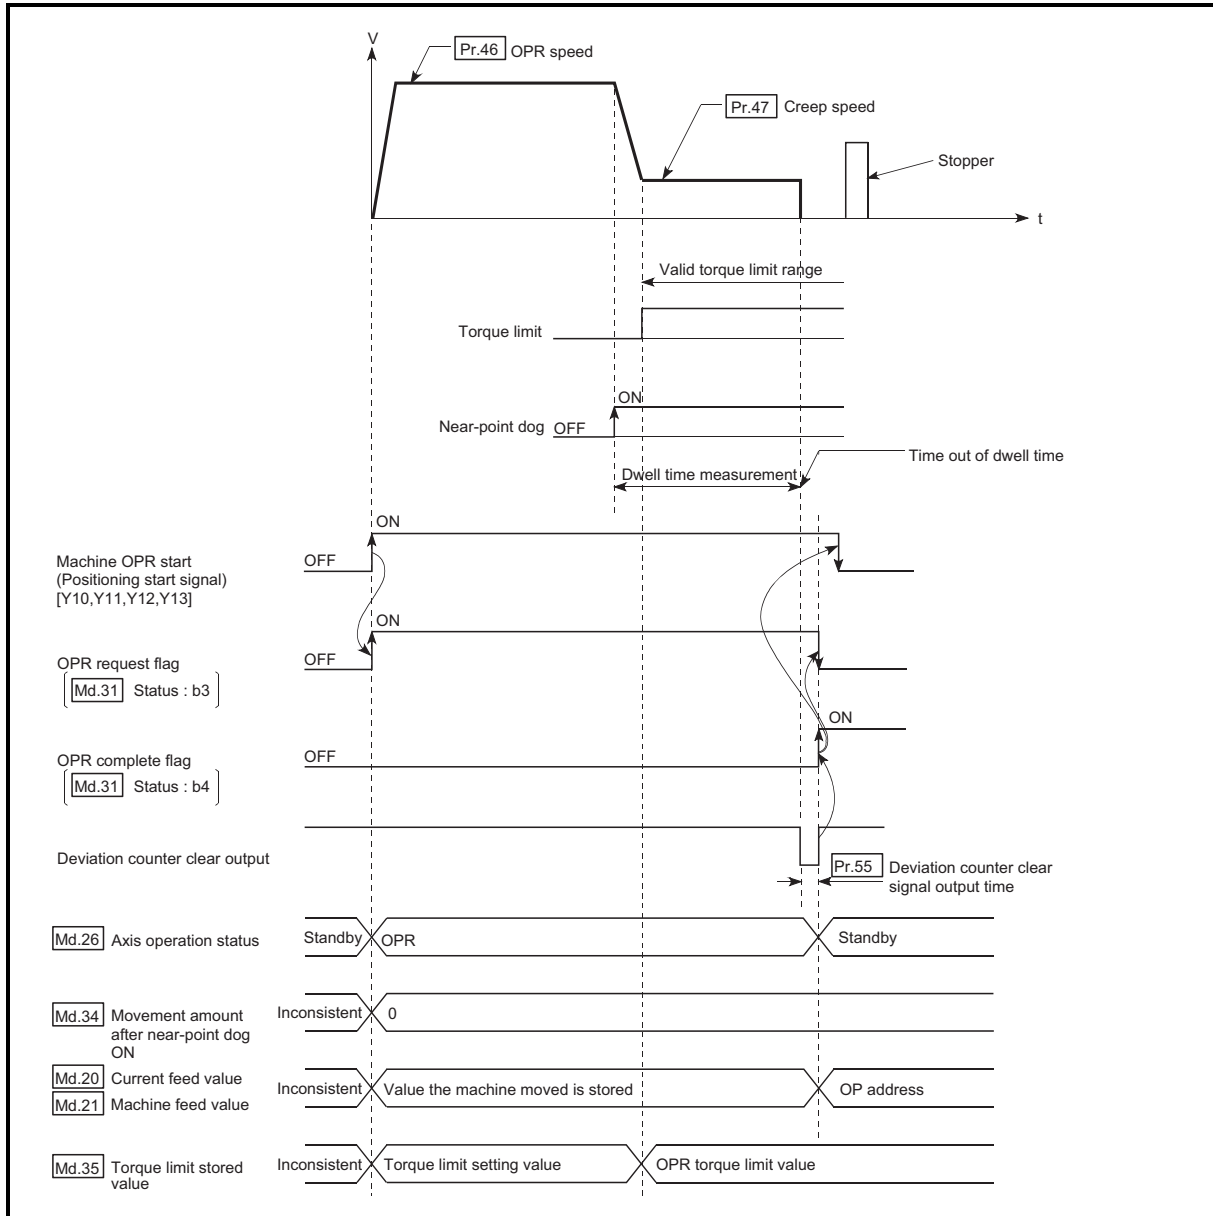 V
Pr.46 OPR speed
Pr.47 Creep speed
Stopper
t
Valid torque limit range
Torque limit
ON
Near-point dog OFF
Time out of dwell time
Dwell time measurement
ON
Machine OPR start
(Positioning start signal)
[Y10,Y11,Y12,Y13]
OFF
ON
OPR request flag
OFF
Md.31 Status : b3
ON
OPR complete flag
OFF
Md.31 Status : b4
Deviation counter clear output
Pr.55 Deviation counter clear
signal output time
Md.26 Axis operation status
Standby
OPR
Standby
Md.34 Movement amount
after near-point dog
ON
Inconsistent
0
Md.20 Current feed value
Md.21 Machine feed value
Inconsistent
Value the machine moved is stored
OP address
Md.35 Torque limit stored
value
Inconsistent
Torque limit setting value
OPR torque limit value